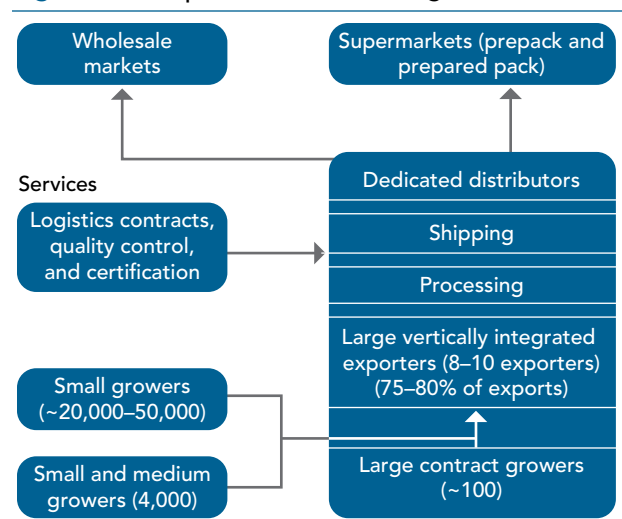 Wholesale
markets
Supermarkets (prepack and
prepared pack)
Dedicated distributors
Services
Logistics contracts,
quality control,
and certification
Shipping
Processing
Large vertically integrated
exporters (8–10 exporters)
(75–80% of exports)
Small growers
(~20,000–50,000)
Small and medium
growers (4,000)
Large contract growers
(~100)